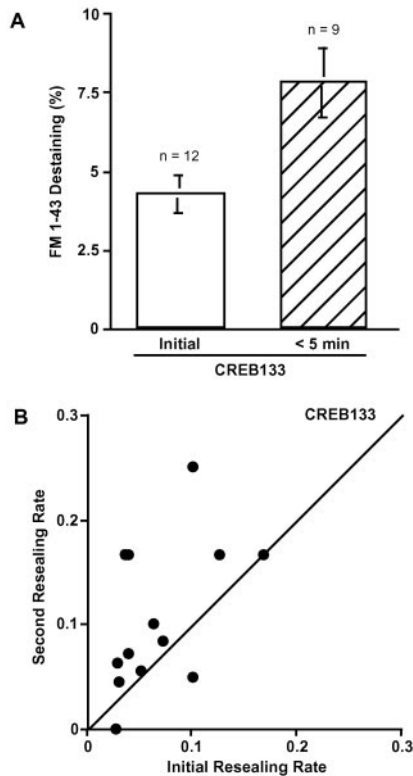 A
10
7.5
5
2.5
0
FM 1-43 Destaining (%)
n = 12
n = 9
Initial
< 5 min
CREB133
B
CREB133
0.3
0.2
0.1
0
Second Resealing Rate
0
0.1
0.2
0.3
Initial Resealing Rate